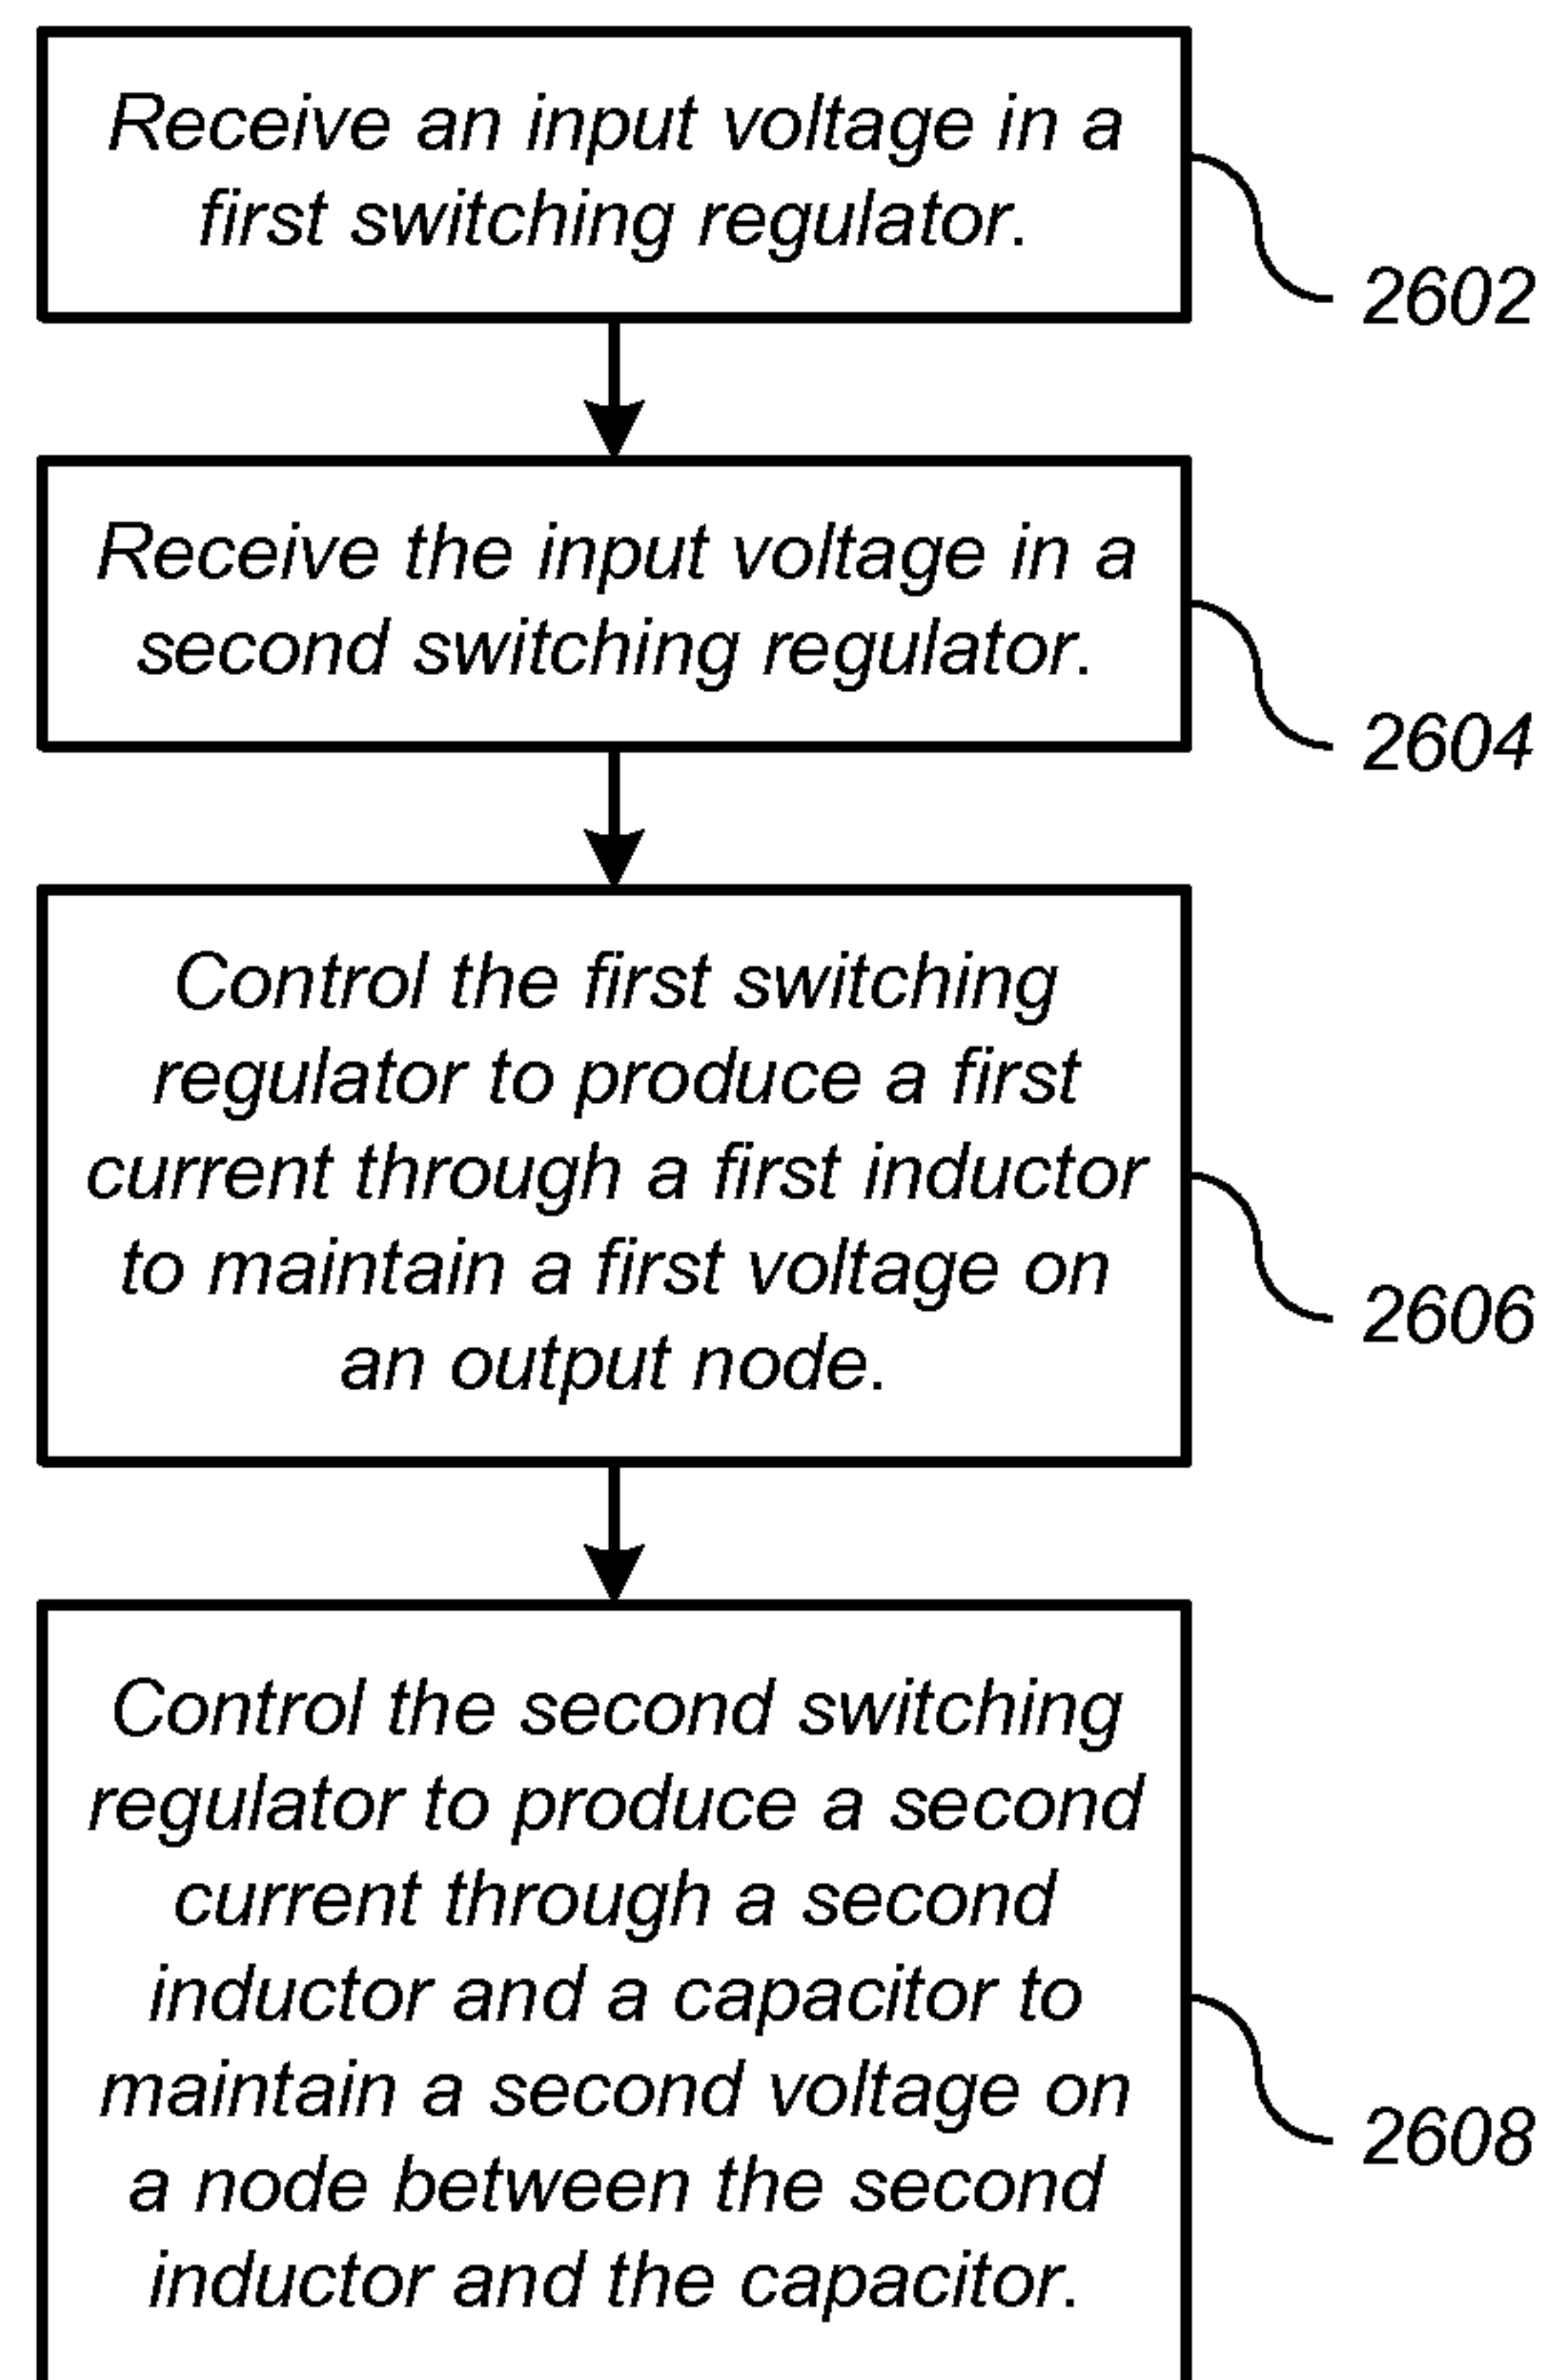 Receive an input voltage in a
first switching regulator.
2602
Receive the input voltage in a
second switching regulator.
2604
Control the first switching
regulator to produce a first
current through a first inductor
to maintain a first voltage on
an output node.
2606
Control the second switching
regulator to produce a second
current through a second
inductor and a capacitor to
maintain a second voltage on
a node between the second
inductor and the capacitor.
2608